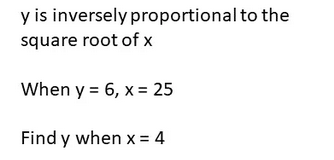 y is inversely proportional to the
square root of x
When y = 6, x = 25
Find y when x = 4